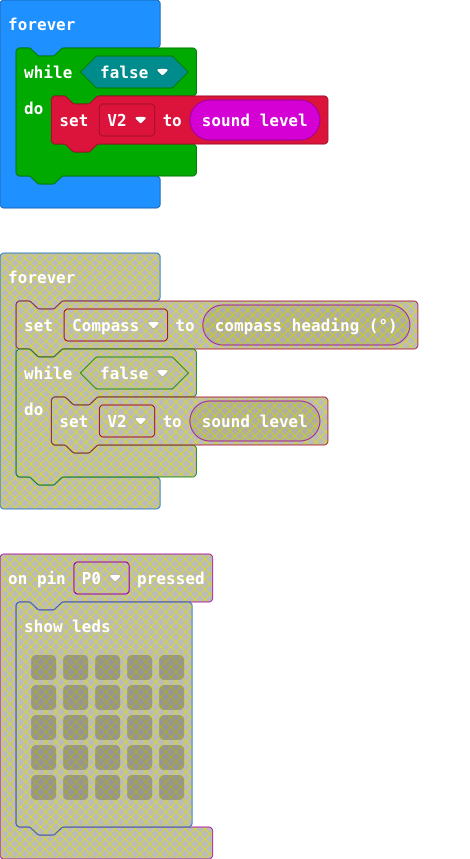 forever
while false
do set V2 to sound level
forever
set Compass to compass heading (°)
while false
do set V2 to sound level
on pin P0 pressed
show leds